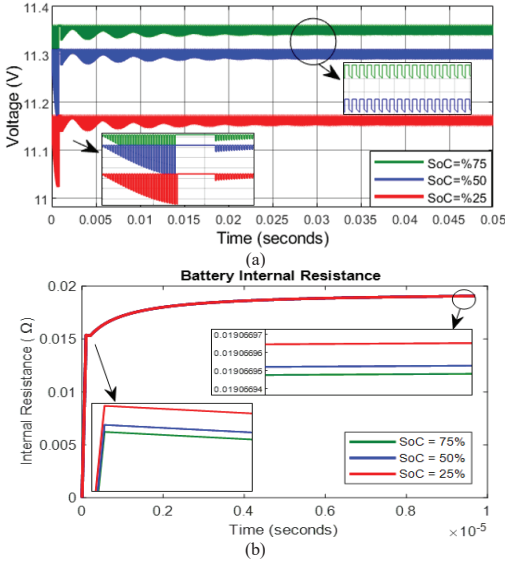 11.4
11.3
11.2
11.1
11
Voltage (V)
SoC=%75
SoC=%50
SoC=%25
0 0.005 0.01 0.015 0.02 0.025 0.03 0.035 0.04 0.045 0.05
Time (seconds)
(a)
Battery Internal Resistance
0.02
0.015
0.01
0.005
0
Internal Resistance ( Ω)
0.01906697
0.01906696
0.01906695
0.01906694
SoC = 75%
SoC = 50%
SoC = 25%
0 0.2 0.4 0.6 0.8 1
Time (seconds)
×10⁻⁵
(b)